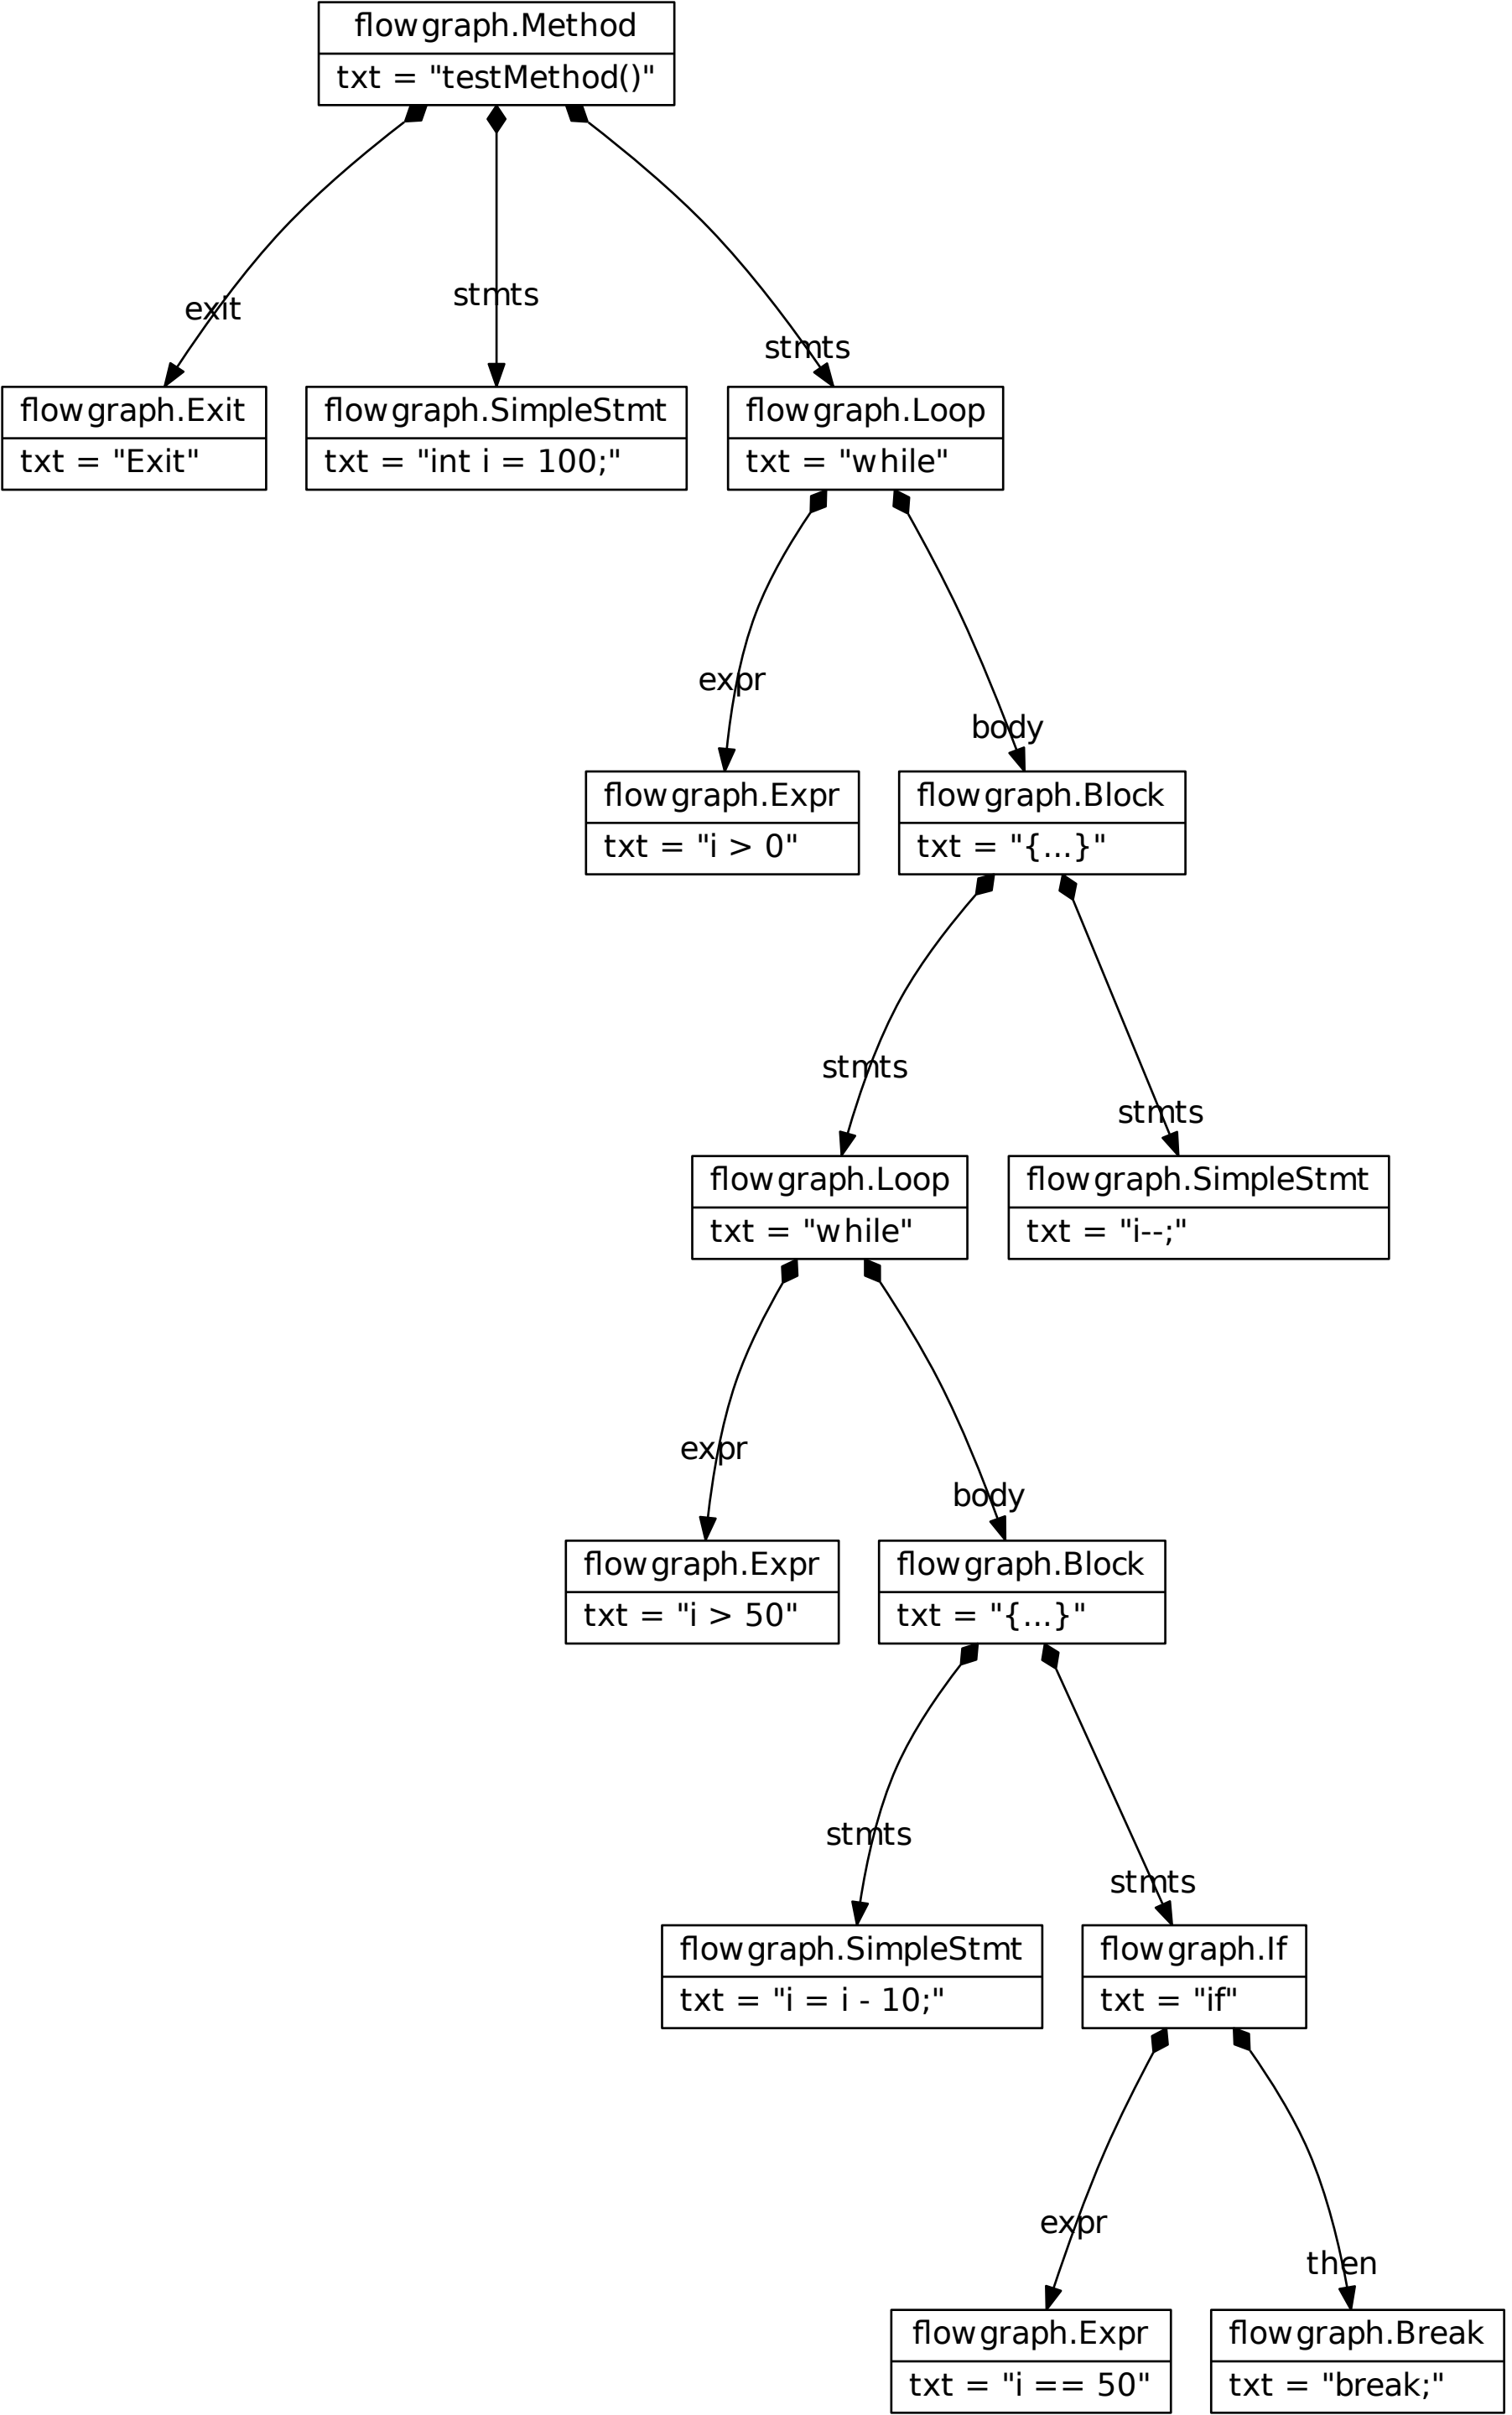 flowgraph.Method
txt = "testMethod()"
exit
stmts
stmts
flowgraph.Exit
txt = "Exit"
flowgraph.SimpleStmt
txt = "int i = 100;"
flowgraph.Loop
txt = "while"
expr
body
flowgraph.Expr
txt = "i > 0"
flowgraph.Block
txt = "{...}"
stmts
stmts
flowgraph.Loop
txt = "while"
flowgraph.SimpleStmt
txt = "i--;"
expr
body
flowgraph.Expr
txt = "i > 50"
flowgraph.Block
txt = "{...}"
stmts
stmts
flowgraph.SimpleStmt
txt = "i = i - 10;"
flowgraph.If
txt = "if"
expr
then
flowgraph.Expr
txt = "i == 50"
flowgraph.Break
txt = "break;"